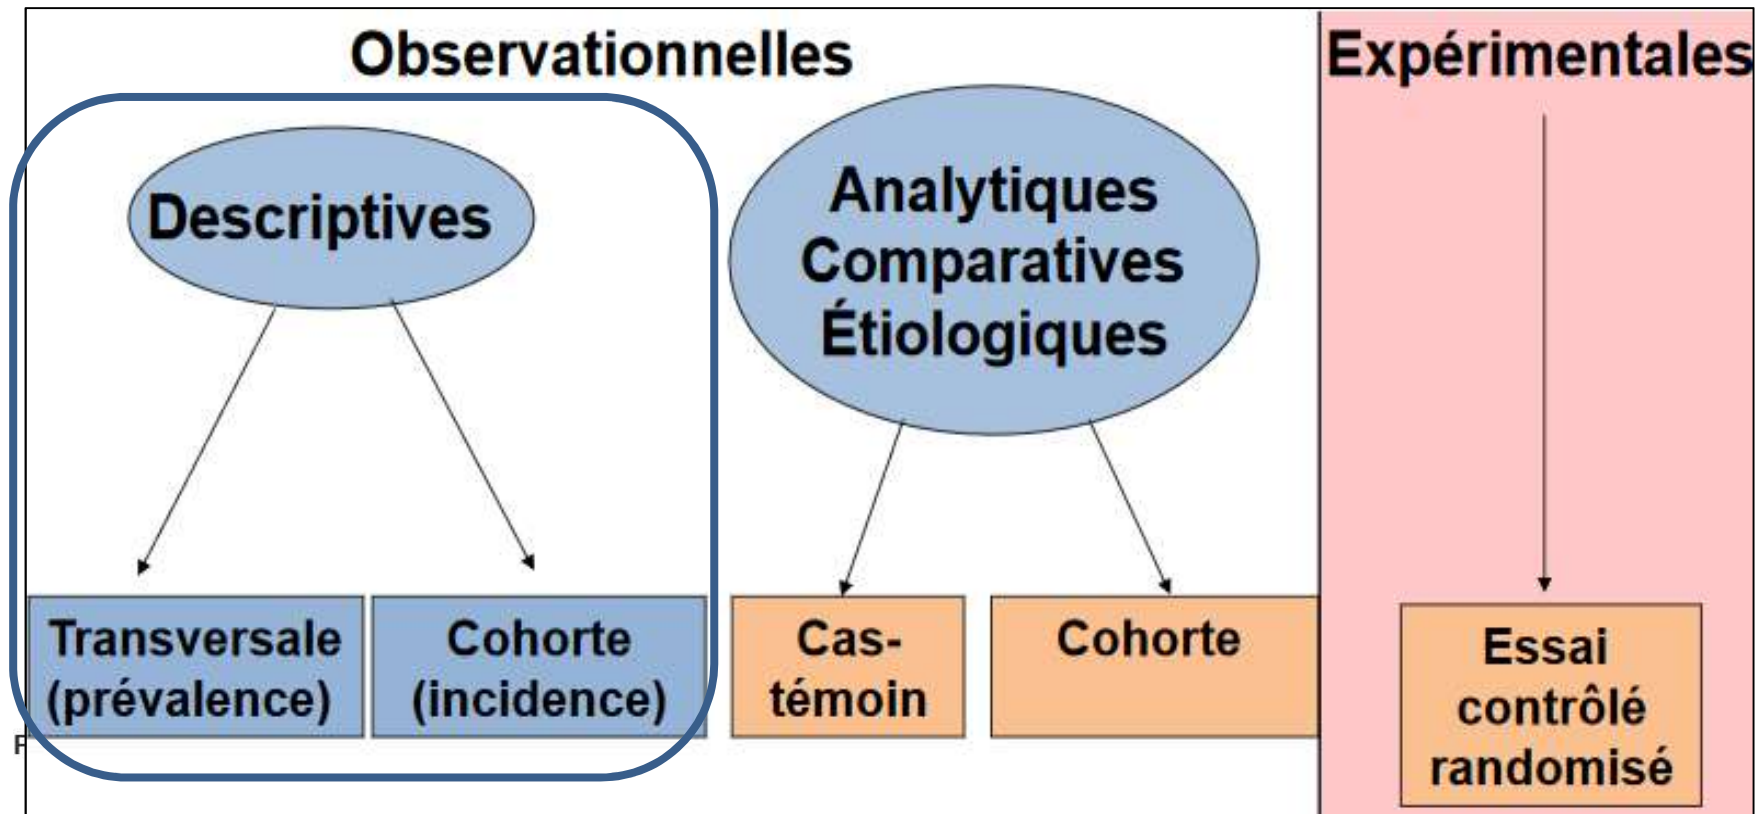 Observationnelles
Expérimentales
Descriptives
Analytiques
Comparatives
Étiologiques
Transversale
(prévalence)
Cohorte
(incidence)
Cas-
témoin
Cohorte
Essai
contrôlé
randomisé